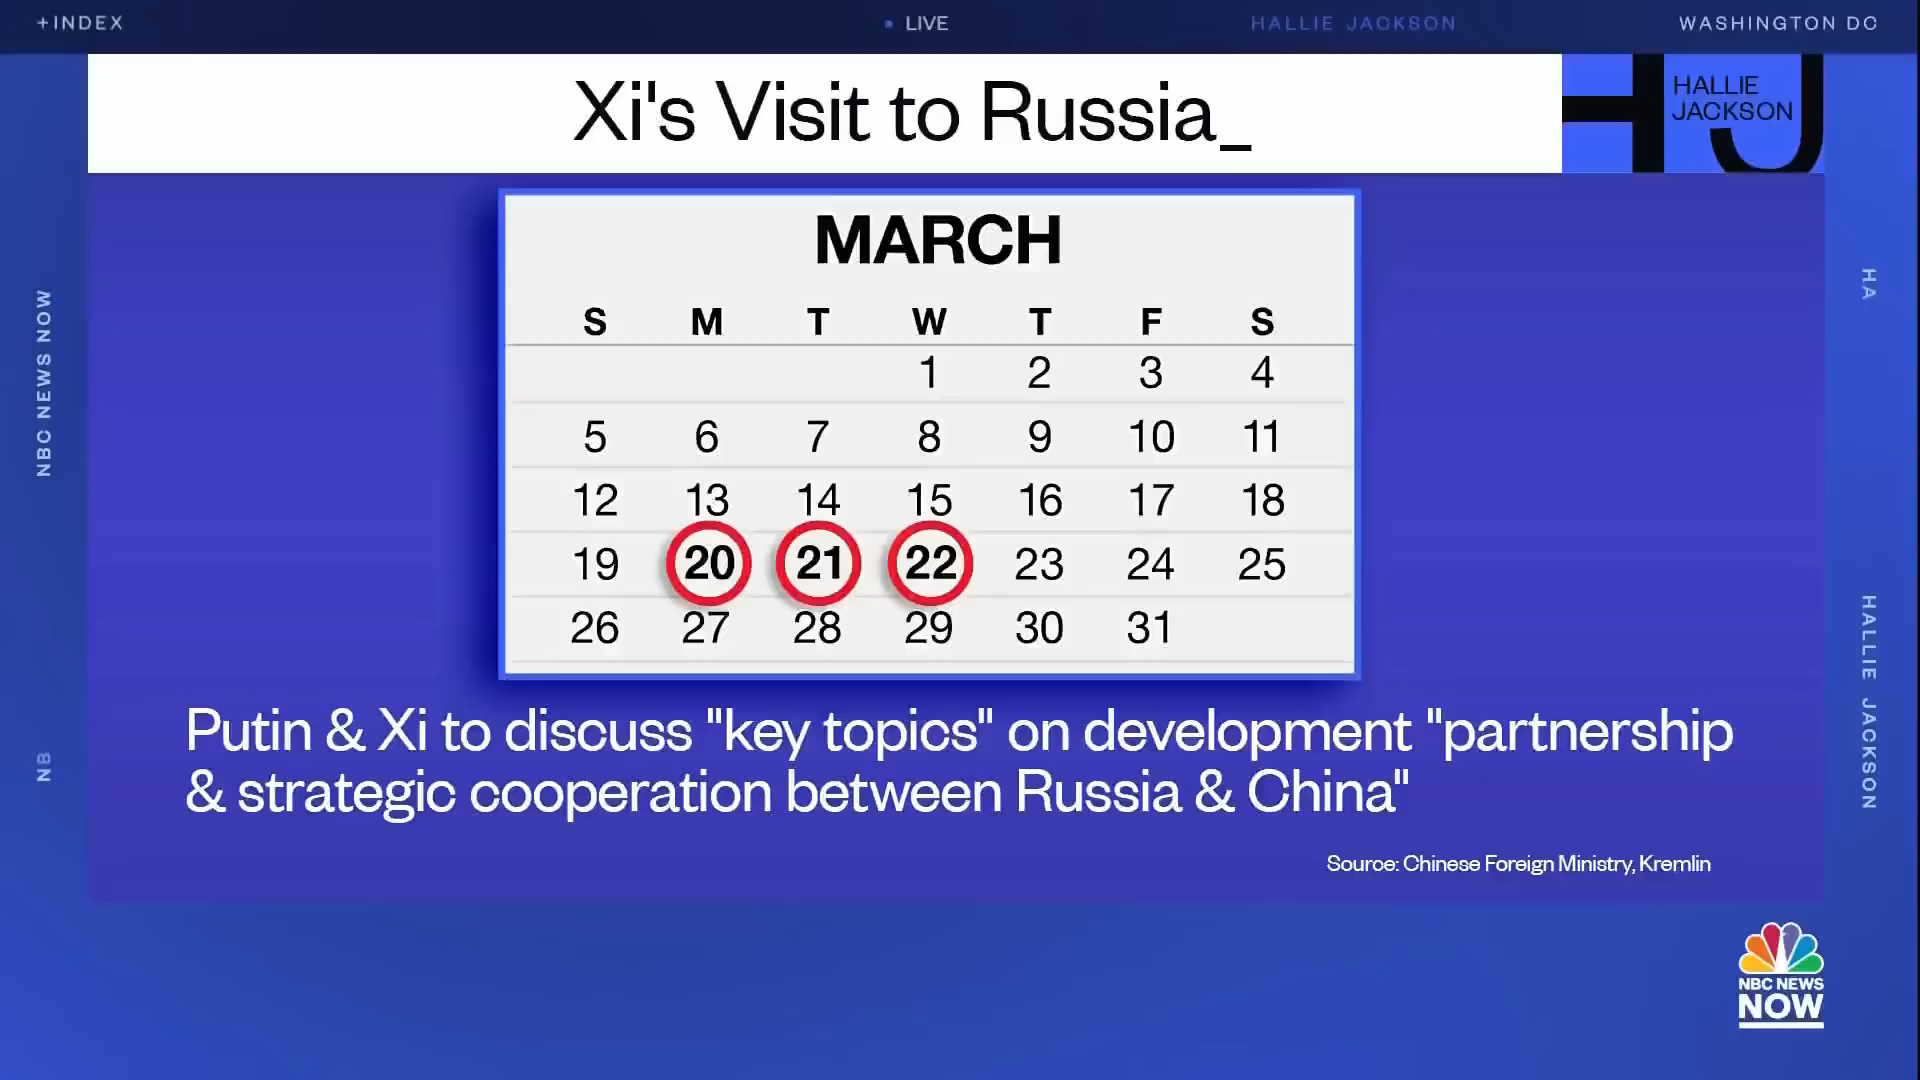 +INDEX
LIVE
HALLIE JACKSON
WASHINGTON DC
Xi's Visit to Russia_
HALLIE
JACKSON
HJ
MARCH
S M T W T F S
1 2 3 4
5 6 7 8 9 10 11
12 13 14 15 16 17 18
19 20 21 22 23 24 25
26 27 28 29 30 31
Putin & Xi to discuss "key topics" on development "partnership
& strategic cooperation between Russia & China"
Source: Chinese Foreign Ministry, Kremlin
NBC NEWS NOW
NB
HA
HALLIE JACKSON
NBC NEWS
NOW